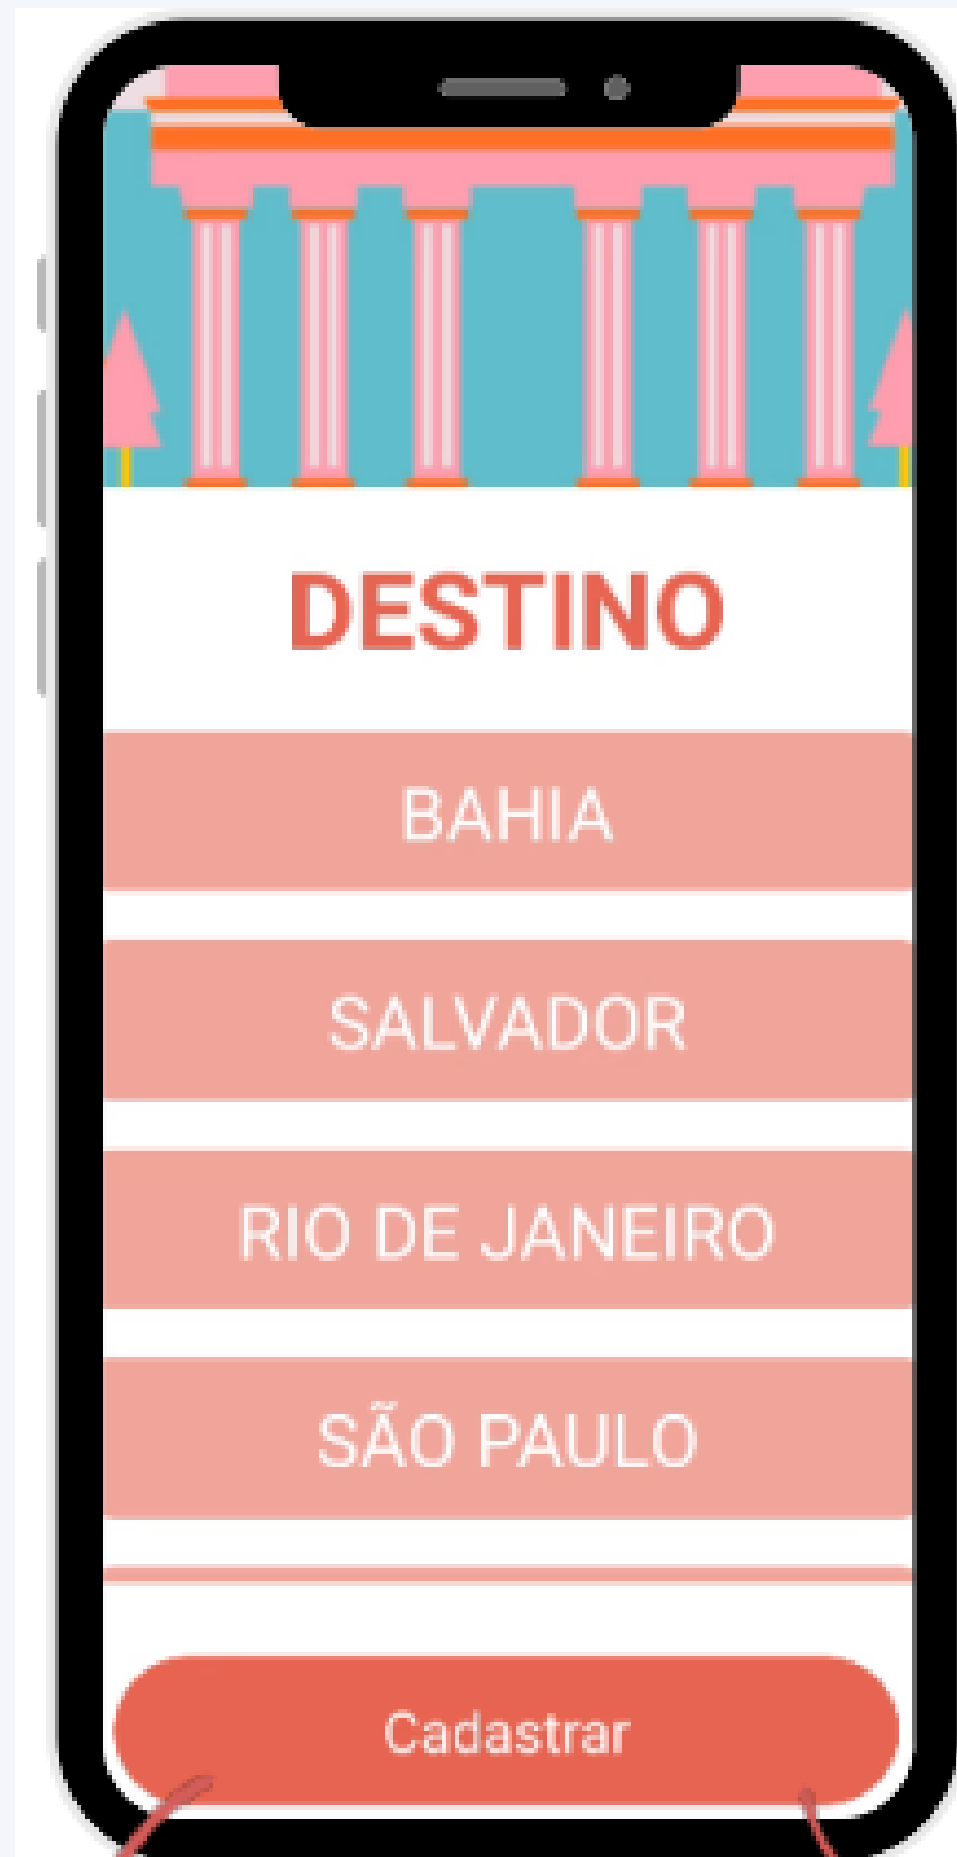 DESTINO
BAHIA
SALVADOR
RIO DE JANEIRO
SÃO PAULO
Cadastrar